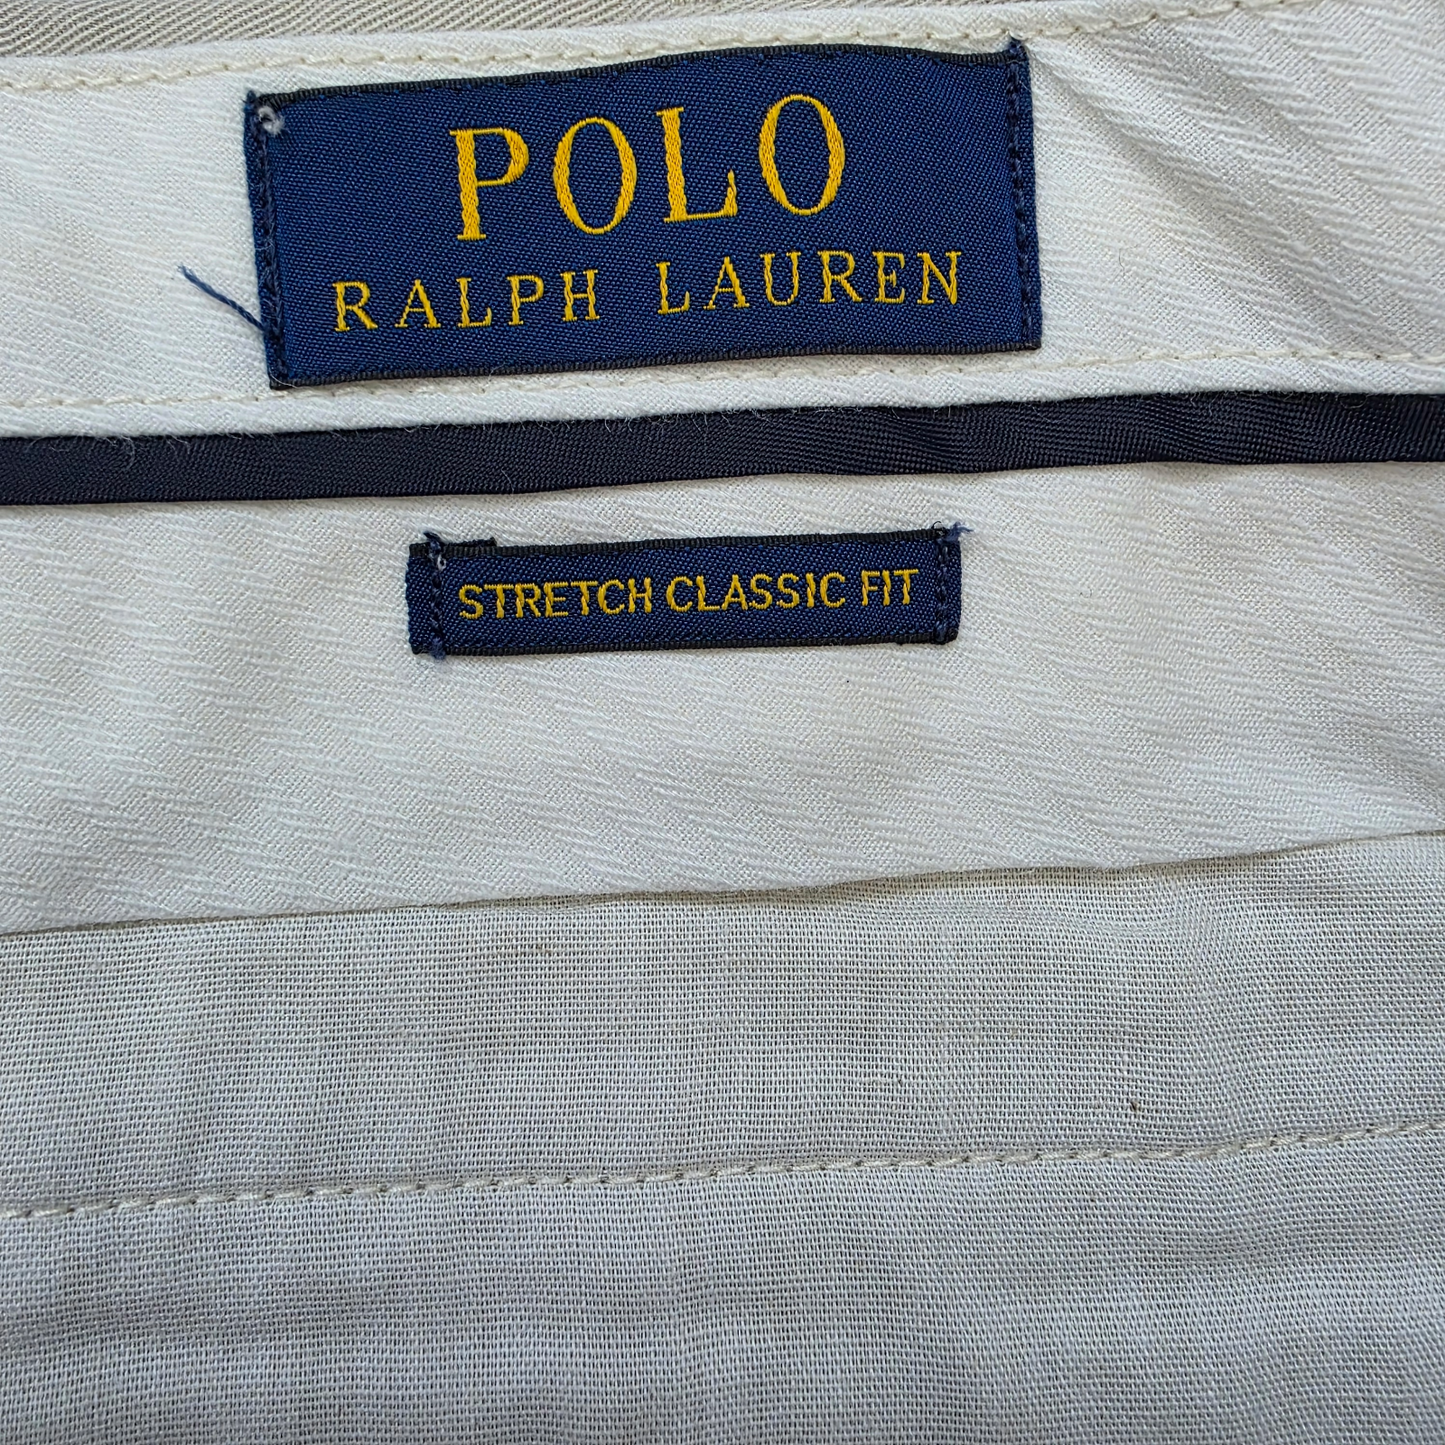 POLO
RALPH LAUREN
STRETCH CLASSIC FIT